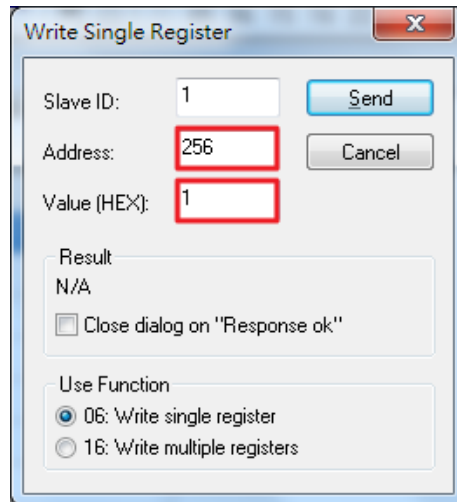 Write Single Register
Slave ID: 1 Send
Address: 256 Cancel
Value (HEX): 1
Result
N/A
Close dialog on "Response ok"
Use Function
06: Write single register
16: Write multiple registers